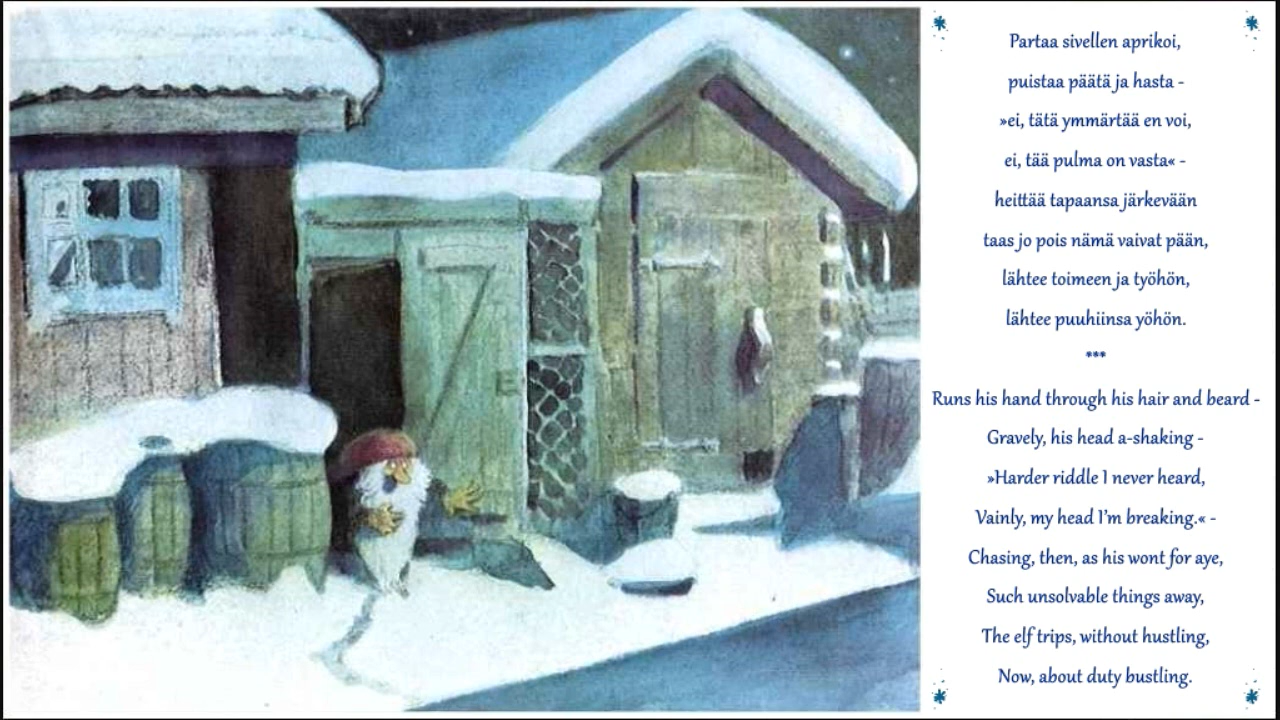 Partaa sivellen aprikoi,
puistaa päätä ja hasta -
»ei, tätä ymmärtää en voi,
ei, tää pulma on vasta« -
heittää tapaansa järkevään
taas jo pois nämä vaivat pään,
lähtee toimeen ja työhön,
lähtee puuhiinsa yöhön.
***
Runs his hand through his hair and beard -
Gravely, his head a-shaking -
»Harder riddle I never heard,
Vainly, my head I'm breaking.« -
Chasing, then, as his wont for aye,
Such unsolvable things away,
The elf trips, without hustling,
Now, about duty bustling.